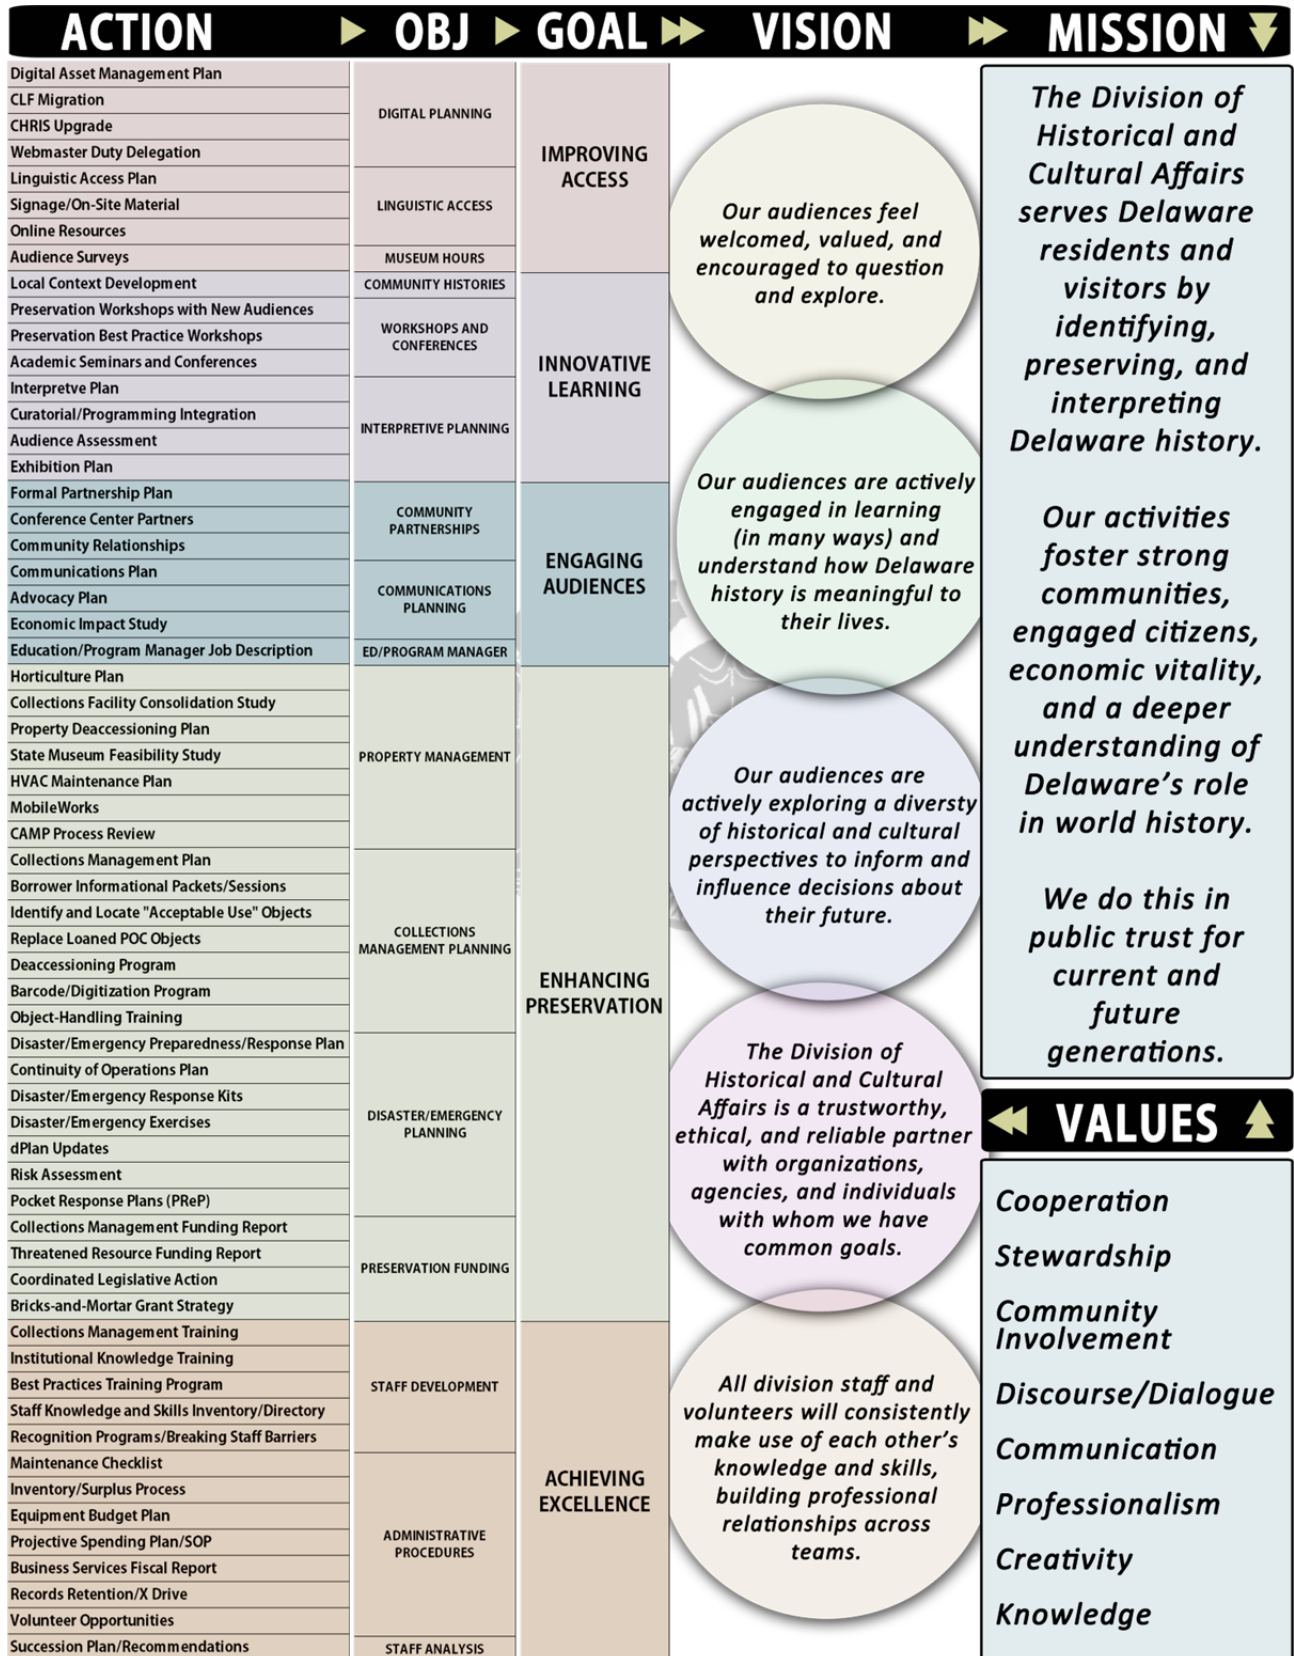 ACTION
OBJ
GOAL
VISION
MISSION
Digital Asset Management Plan
CLF Migration
CHRIS Upgrade
Webmaster Duty Delegation
Linguistic Access Plan
Signage/On-Site Material
Online Resources
Audience Surveys
Local Context Development
Preservation Workshops with New Audiences
Preservation Best Practice Workshops
Academic Seminars and Conferences
Interpretve Plan
Curatorial/Programming Integration
Audience Assessment
Exhibition Plan
Formal Partnership Plan
Conference Center Partners
Community Relationships
Communications Plan
Advocacy Plan
Economic Impact Study
Education/Program Manager Job Description
Horticulture Plan
Collections Facility Consolidation Study
Property Deaccessioning Plan
State Museum Feasibility Study
HVAC Maintenance Plan
MobileWorks
CAMP Process Review
Collections Management Plan
Borrower Informational Packets/Sessions
Identify and Locate "Acceptable Use" Objects
Replace Loaned POC Objects
Deaccessioning Program
Barcode/Digitization Program
Object-Handling Training
Disaster/Emergency Preparedness/Response Plan
Continuity of Operations Plan
Disaster/Emergency Response Kits
Disaster/Emergency Exercises
dPlan Updates
Risk Assessment
Pocket Response Plans (PReP)
Collections Management Funding Report
Threatened Resource Funding Report
Coordinated Legislative Action
Bricks-and-Mortar Grant Strategy
Collections Management Training
Institutional Knowledge Training
Best Practices Training Program
Staff Knowledge and Skills Inventory/Directory
Recognition Programs/Breaking Staff Barriers
Maintenance Checklist
Inventory/Surplus Process
Equipment Budget Plan
Projective Spending Plan/SOP
Business Services Fiscal Report
Records Retention/X Drive
Volunteer Opportunities
Succession Plan/Recommendations
DIGITAL PLANNING
LINGUISTIC ACCESS
MUSEUM HOURS
COMMUNITY HISTORIES
WORKSHOPS AND
CONFERENCES
INTERPRETIVE PLANNING
COMMUNITY
PARTNERSHIPS
COMMUNICATIONS
PLANNING
ED/PROGRAM MANAGER
PROPERTY MANAGEMENT
COLLECTIONS
MANAGEMENT PLANNING
DISASTER/EMERGENCY
PLANNING
PRESERVATION FUNDING
STAFF DEVELOPMENT
ADMINISTRATIVE
PROCEDURES
STAFF ANALYSIS
IMPROVING
ACCESS
INNOVATIVE
LEARNING
ENGAGING
AUDIENCES
ENHANCING
PRESERVATION
ACHIEVING
EXCELLENCE
Our audiences feel
welcomed, valued, and
encouraged to question
and explore.
Our audiences are actively
engaged in learning
(in many ways) and
understand how Delaware
history is meaningful to
their lives.
Our audiences are
actively exploring a diversty
of historical and cultural
perspectives to inform and
influence decisions about
their future.
The Division of
Historical and Cultural
Affairs is a trustworthy,
ethical, and reliable partner
with organizations,
agencies, and individuals
with whom we have
common goals.
All division staff and
volunteers will consistently
make use of each other's
knowledge and skills,
building professional
relationships across
teams.
The Division of
Historical and
Cultural Affairs
serves Delaware
residents and
visitors by
identifying,
preserving, and
interpreting
Delaware history.
Our activities
foster strong
communities,
engaged citizens,
economic vitality,
and a deeper
understanding of
Delaware's role
in world history.
We do this in
public trust for
current and
future
generations.
VALUES
Cooperation
Stewardship
Community
Involvement
Discourse/Dialogue
Communication
Professionalism
Creativity
Knowledge